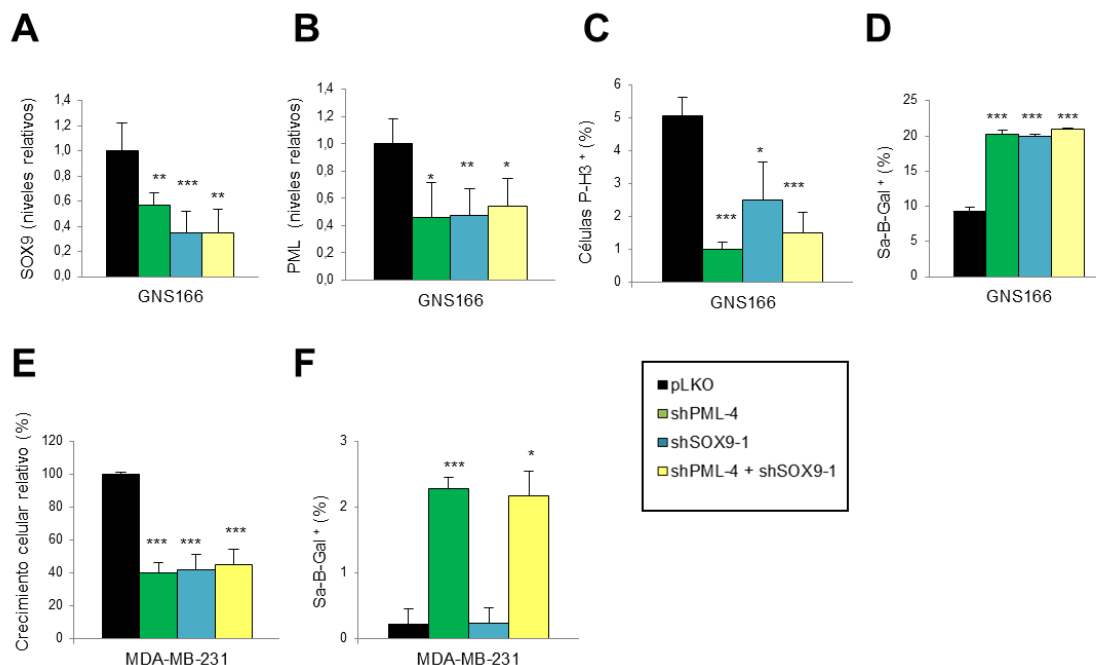 A
SOX9 (niveles relativos)
1,4
1,2
1,0
0,8
0,6
0,4
0,2
0,0
**
***
**
GNS166
B
PML (niveles relativos)
1,4
1,2
1,0
0,8
0,6
0,4
0,2
0,0
*
**
*
GNS166
C
Células P-H3 + (%)
6
5
4
3
2
1
0
***
*
***
GNS166
D
Sa-B-Gal + (%)
25
20
15
10
5
0
***
***
***
GNS166
E
Crecimiento celular relativo (%)
120
100
80
60
40
20
0
***
***
***
MDA-MB-231
F
Sa-B-Gal + (%)
3
2
1
0
***
*
MDA-MB-231
pLKO
shPML-4
shSOX9-1
shPML-4 + shSOX9-1